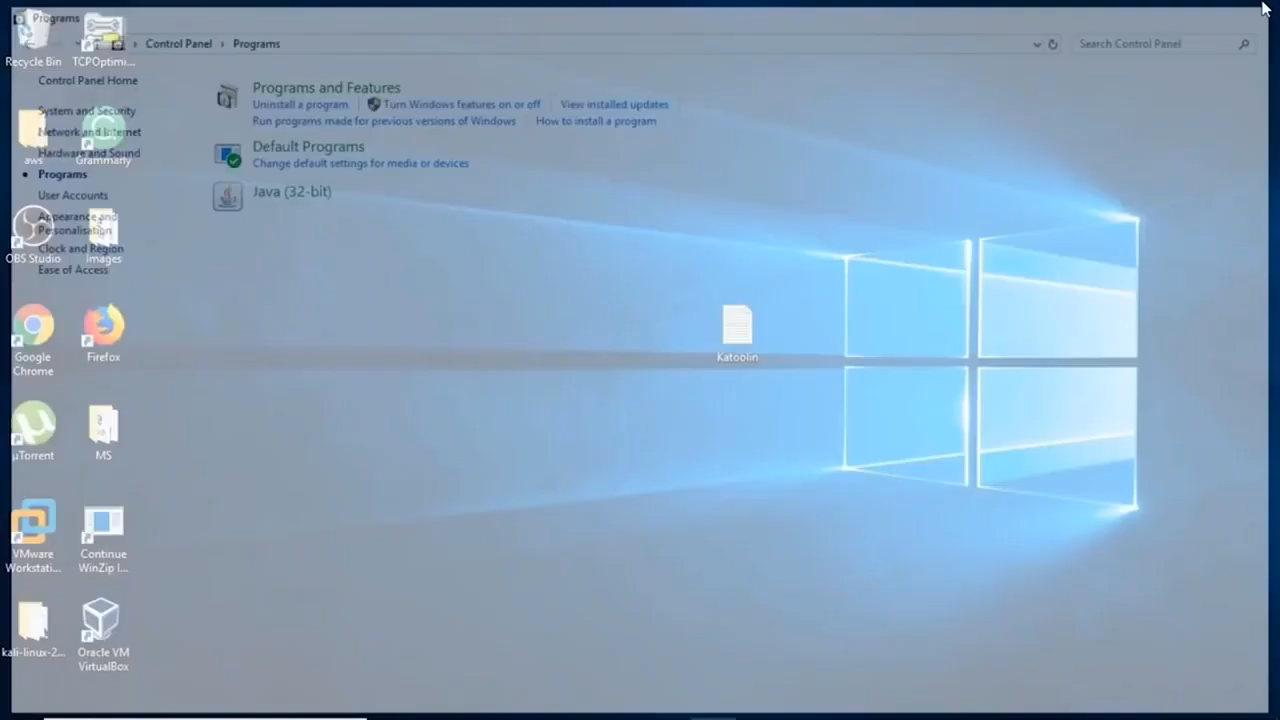 Programs
Control Panel › Programs
Search Control Panel
Control Panel Home
System and Security
Network and Internet
Hardware and Sound
Programs
User Accounts
Appearance and
Personalisation
Clock and Region
Ease of Access
Programs and Features
Uninstall a program
Turn Windows features on or off
View installed updates
Run programs made for previous versions of Windows
How to install a program
Default Programs
Change default settings for media or devices
Java (32-bit)
Recycle Bin
TCPOptimi...
aws
Grammarly
OBS Studio
Images
Google
Chrome
Firefox
µTorrent
MS
VMware
Workstati...
Continue
WinZip I...
kali-linux-2...
Oracle VM
VirtualBox
Katoolin